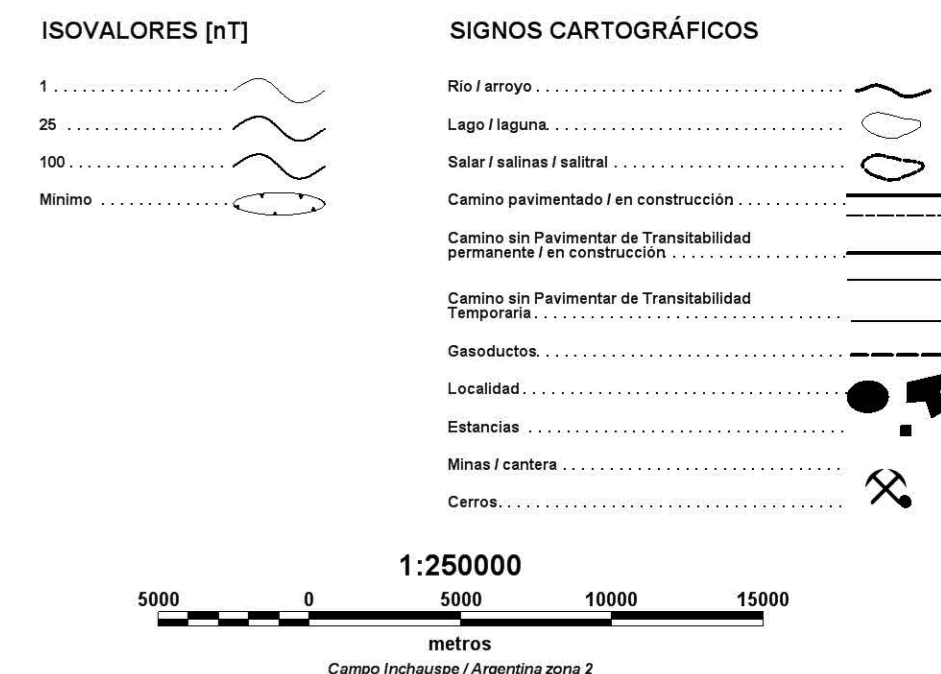 ISOVALORES [nT]
1
25
100
Mínimo
SIGNOS CARTOGRÁFICOS
Río / arroyo
Lago / laguna
Salar / salinas / salitral
Camino pavimentado / en construcción
Camino sin Pavimentar de Transitabilidad
permanente / en construcción
Camino sin Pavimentar de Transitabilidad
Temporaria
Gasoductos
Localidad
Estancias
Minas / cantera
Cerros
1:250000
5000 0 5000 10000 15000
metros
Campo Inchauspe / Argentina zona 2